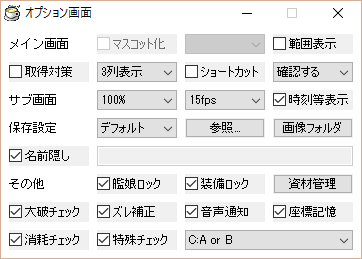 オプション画面
メイン画面 マスコット化 範囲表示
取得対策 3列表示 ショートカット 確認する
サブ画面 100% 15fps 時刻等表示
保存設定 デフォルト 参照... 画像フォルダ
名前隠し
その他 艦娘ロック 装備ロック 資材管理
大破チェック ズレ補正 音声通知 座標記憶
消耗チェック 特殊チェック C:A or B